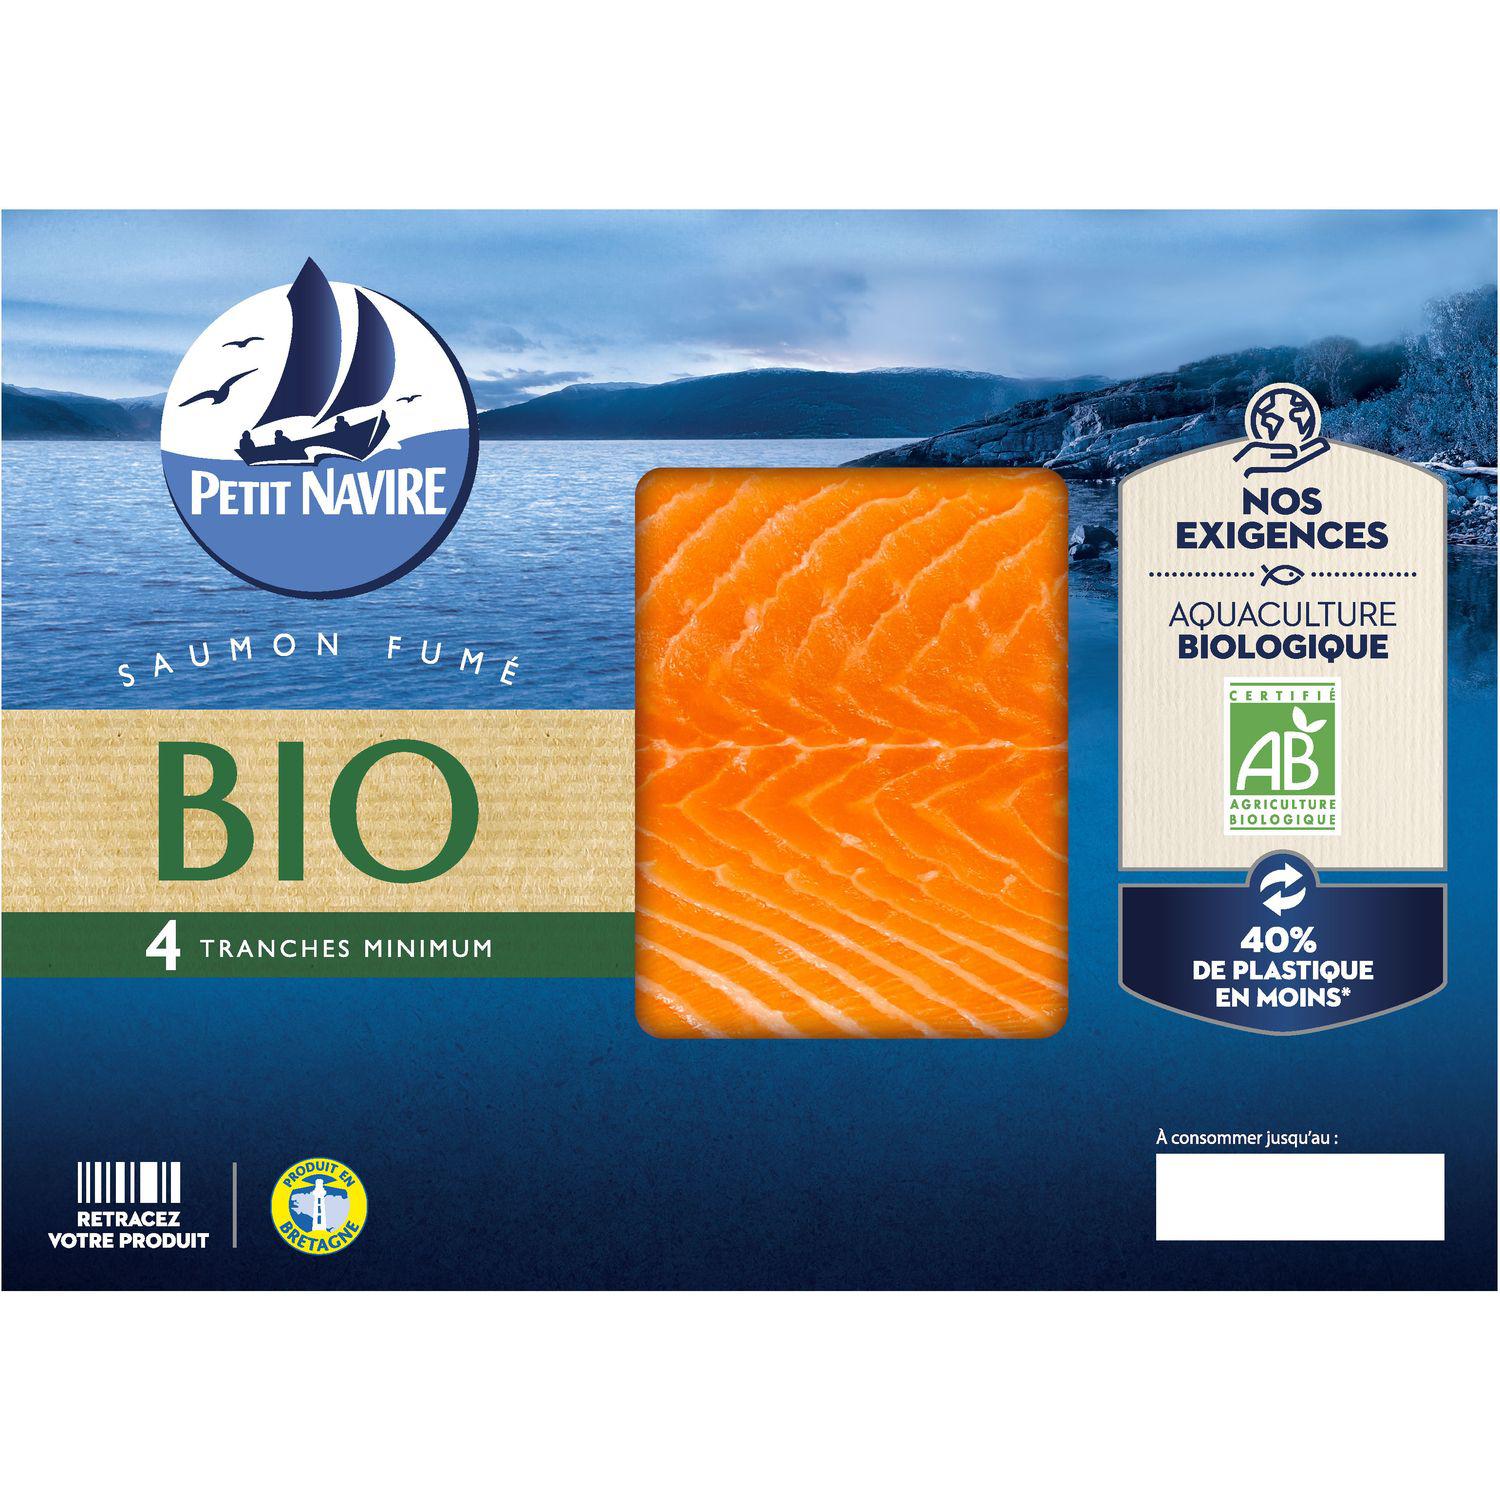 PETIT NAVIRE
SAUMON FUMÉ
BIO
4 TRANCHES MINIMUM
NOS
EXIGENCES
AQUACULTURE
BIOLOGIQUE
CERTIFIÉ
AB
AGRICULTURE
BIOLOGIQUE
40%
DE PLASTIQUE
EN MOINS*
À consommer jusqu'au :
RETRACEZ
VOTRE PRODUIT
PRODUIT EN
BRETAGNE